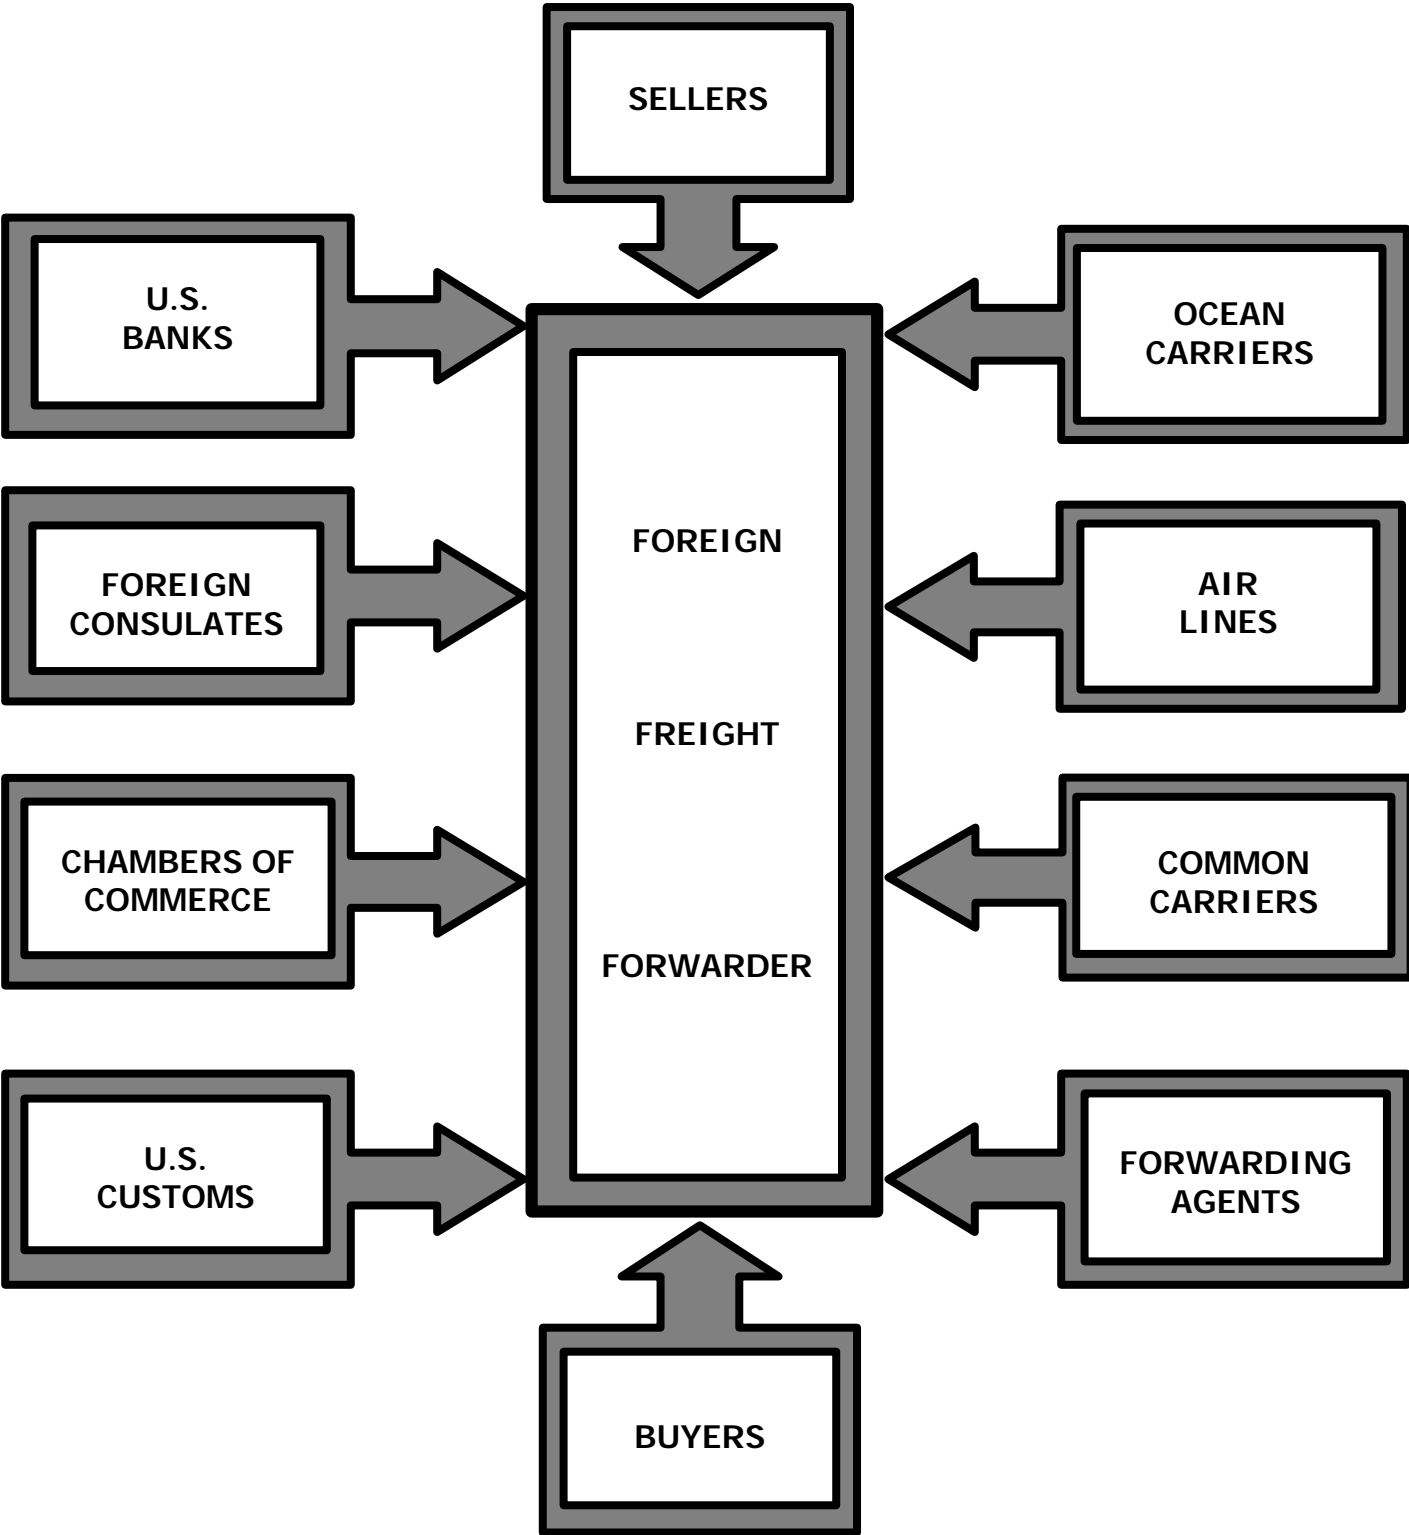 SELLERS
U.S.
BANKS
OCEAN
CARRIERS
FOREIGN
CONSULATES
FOREIGN
AIR
LINES
FREIGHT
CHAMBERS OF
COMMERCE
COMMON
CARRIERS
FORWARDER
U.S.
CUSTOMS
FORWARDING
AGENTS
BUYERS